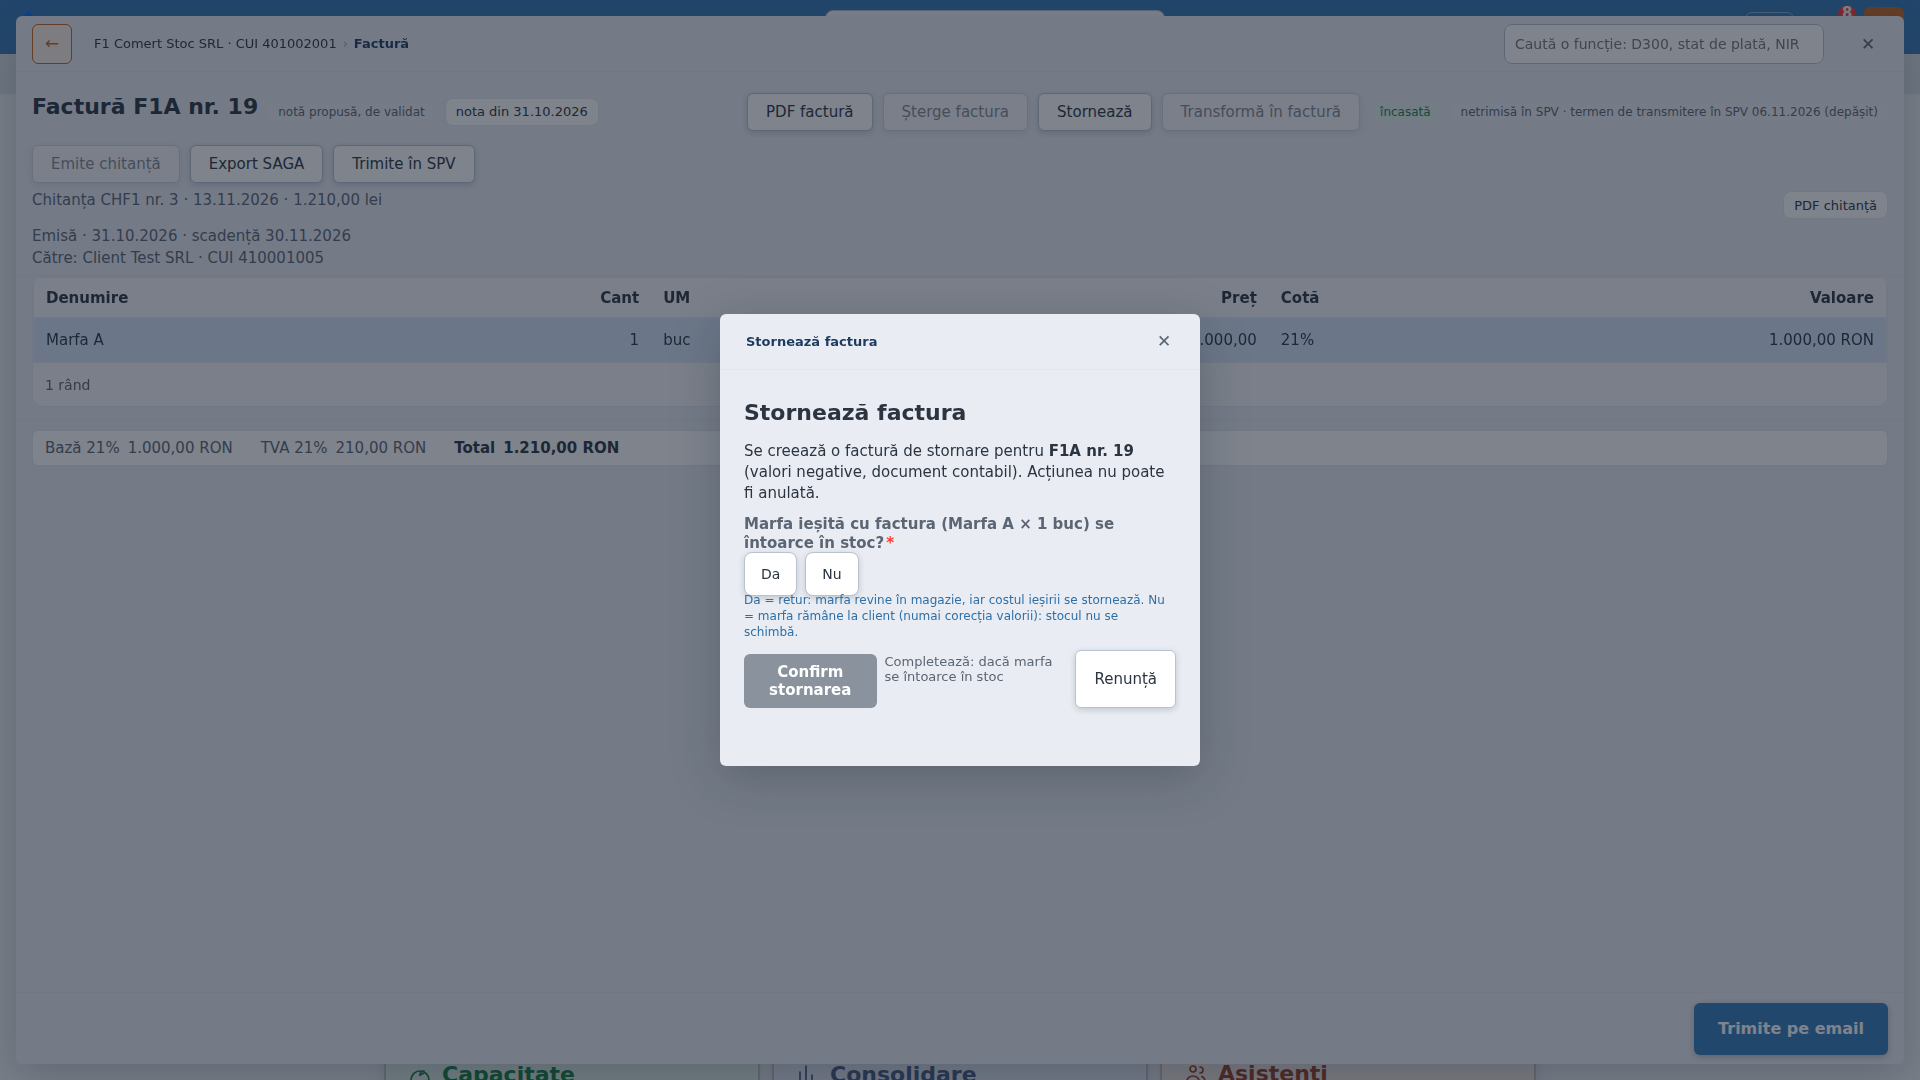 8
←
F1 Comert Stoc SRL · CUI 401002001 › Factură
Caută o funcție: D300, stat de plată, NIR
✕
Factură F1A nr. 19
notă propusă, de validat
nota din 31.10.2026
PDF factură
Șterge factura
Stornează
Transformă în factură
încasată
netrimisă în SPV · termen de transmitere în SPV 06.11.2026 (depășit)
Emite chitanță
Export SAGA
Trimite în SPV
Chitanța CHF1 nr. 3 · 13.11.2026 · 1.210,00 lei
PDF chitanță
Emisă · 31.10.2026 · scadență 30.11.2026
Către: Client Test SRL · CUI 410001005
Denumire Cant UM Preț Cotă Valoare
Marfa A 1 buc .000,00 21% 1.000,00 RON
1 rând
Bază 21% 1.000,00 RON TVA 21% 210,00 RON Total 1.210,00 RON
Stornează factura
✕
Stornează factura
Se creează o factură de stornare pentru F1A nr. 19
(valori negative, document contabil). Acțiunea nu poate
fi anulată.
Marfa ieșită cu factura (Marfa A × 1 buc) se
întoarce în stoc?*
Da
Nu
Da = retur: marfa revine în magazie, iar costul ieșirii se stornează. Nu
= marfa rămâne la client (numai corecția valorii): stocul nu se
schimbă.
Confirm
stornarea
Completează: dacă marfa
se întoarce în stoc
Renunță
Trimite pe email
Capacitate
Consolidare
Asistenți